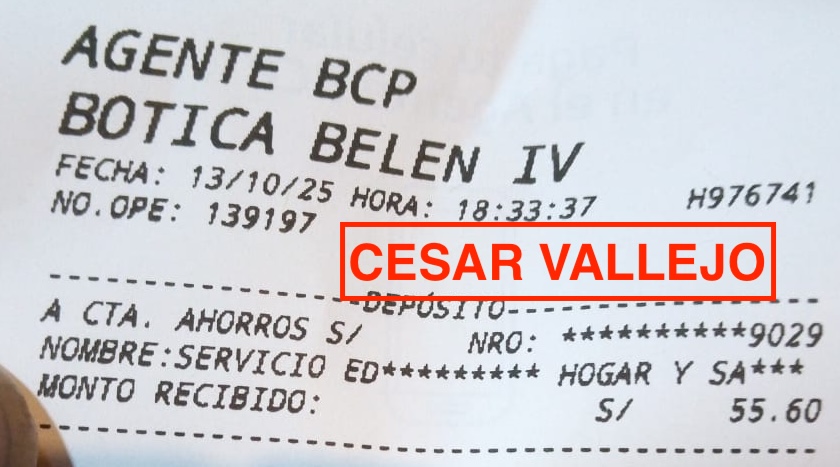 AGENTE BCP
BOTICA BELEN IV
FECHA: 13/10/25 HORA: 18:33:37 H976741
NO.OPE: 139197
CESAR VALLEJO
--------------------DEPÓSITO--------------------
A CTA. AHORROS S/ NRO: **********9029
NOMBRE:SERVICIO ED********* HOGAR Y SA***
MONTO RECIBIDO: S/ 55.60